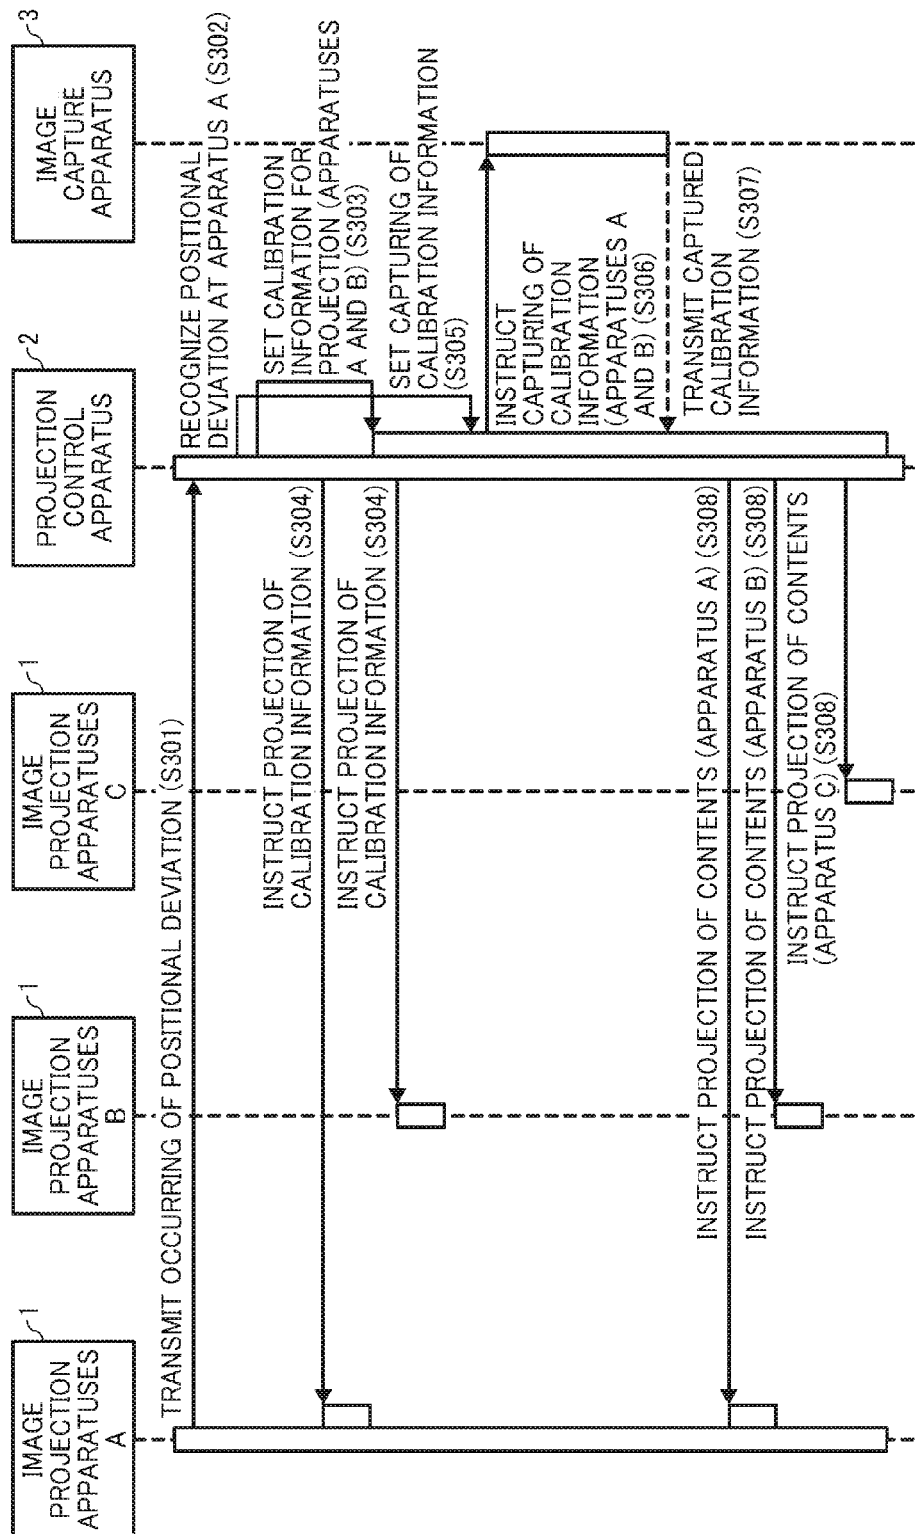 IMAGE
PROJECTION
APPARATUSES
A
1
IMAGE
PROJECTION
APPARATUSES
B
1
IMAGE
PROJECTION
APPARATUSES
C
1
PROJECTION
CONTROL
APPARATUS
2
IMAGE
CAPTURE
APPARATUS
3
TRANSMIT OCCURRING OF POSITIONAL DEVIATION (S301)
RECOGNIZE POSITIONAL
DEVIATION AT APPARATUS A (S302)
SET CALIBRATION
INFORMATION FOR
PROJECTION (APPARATUSES
A AND B) (S303)
INSTRUCT PROJECTION OF
CALIBRATION INFORMATION (S304)
INSTRUCT PROJECTION OF
CALIBRATION INFORMATION (S304)
SET CAPTURING OF
CALIBRATION INFORMATION
(S305)
INSTRUCT
CAPTURING OF
CALIBRATION
INFORMATION
(APPARATUSES A
AND B) (S306)
TRANSMIT CAPTURED
CALIBRATION
INFORMATION (S307)
INSTRUCT PROJECTION OF CONTENTS (APPARATUS A) (S308)
INSTRUCT PROJECTION OF CONTENTS (APPARATUS B) (S308)
INSTRUCT PROJECTION OF CONTENTS
(APPARATUS C) (S308)